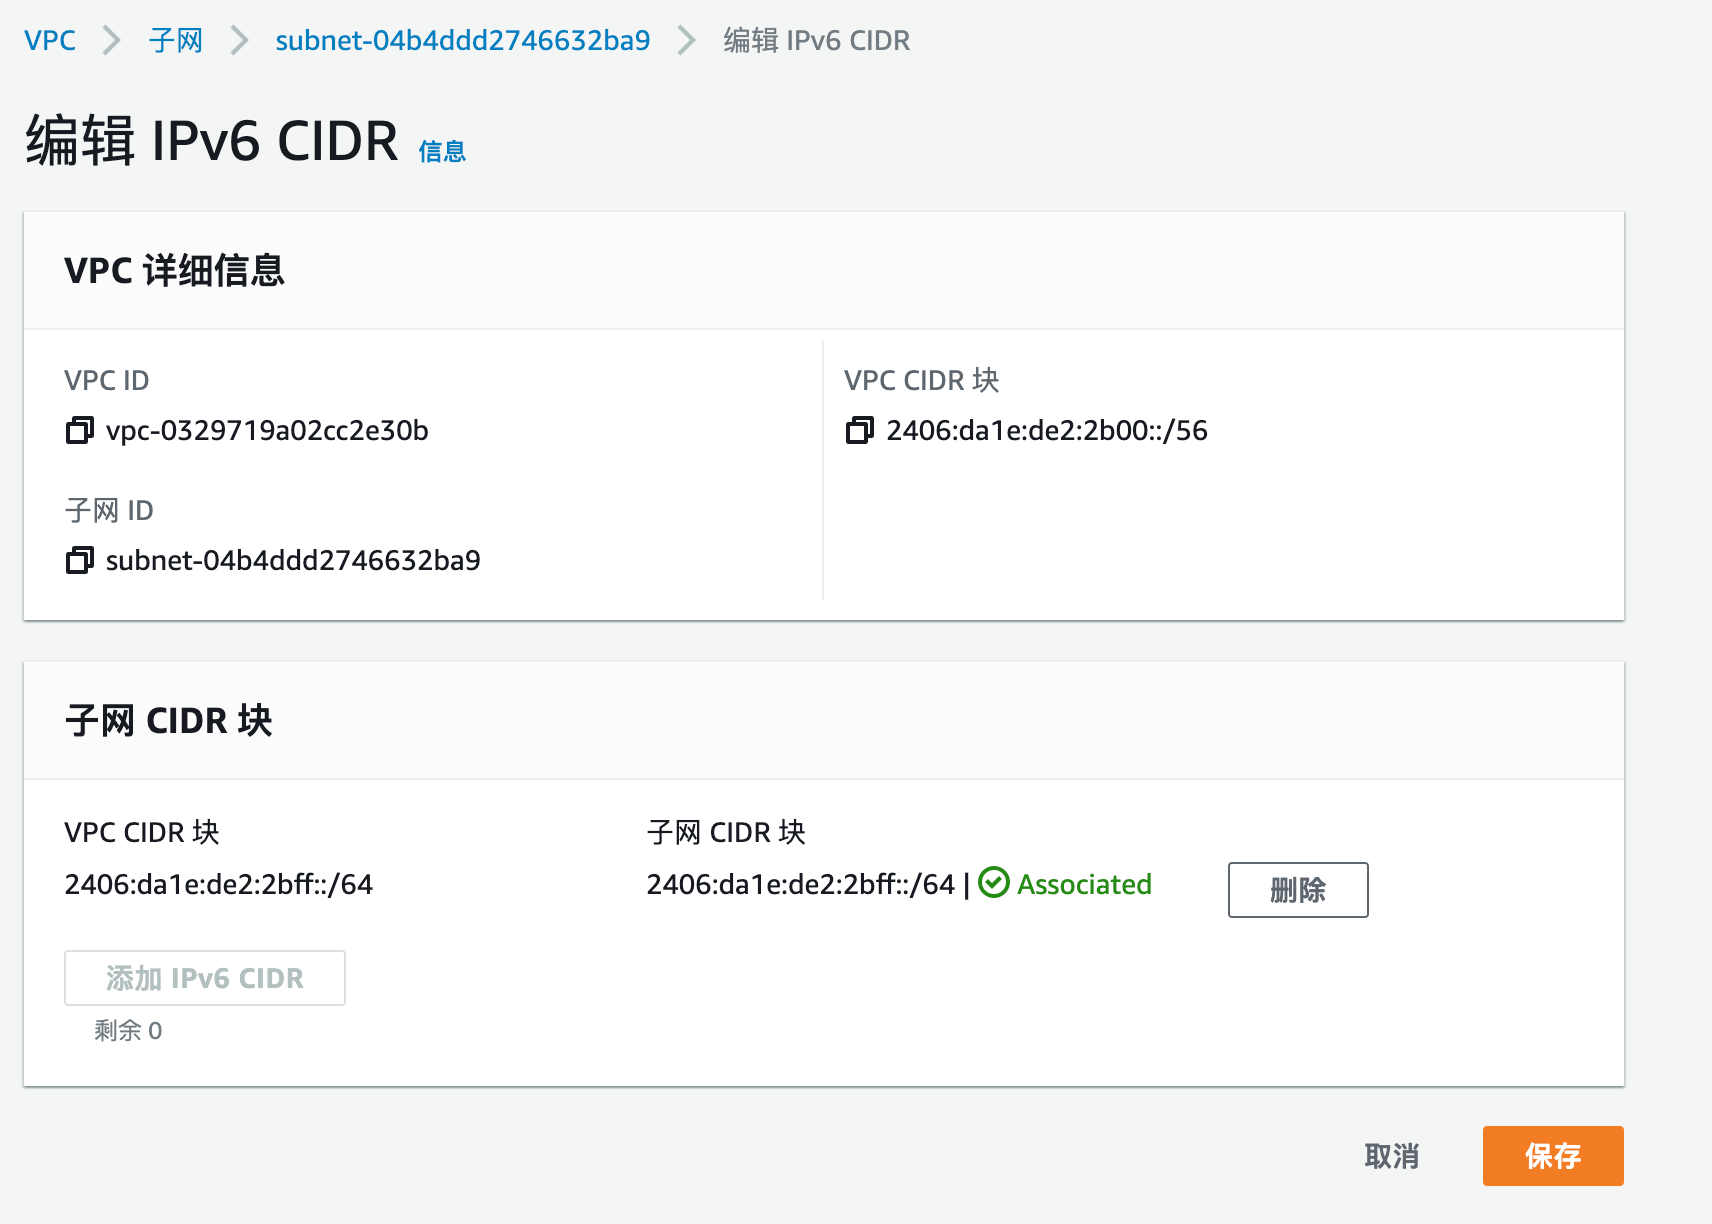 VPC 子网 subnet-04b4ddd2746632ba9 编辑 IPv6 CIDR
编辑 IPv6 CIDR 信息
VPC 详细信息
VPC ID
vpc-0329719a02cc2e30b
子网 ID
subnet-04b4ddd2746632ba9
VPC CIDR 块
2406:da1e:de2:2b00::/56
子网 CIDR 块
VPC CIDR 块
2406:da1e:de2:2bff::/64
子网 CIDR 块
2406:da1e:de2:2bff::/64 | Associated
删除
添加 IPv6 CIDR
剩余 0
取消
保存